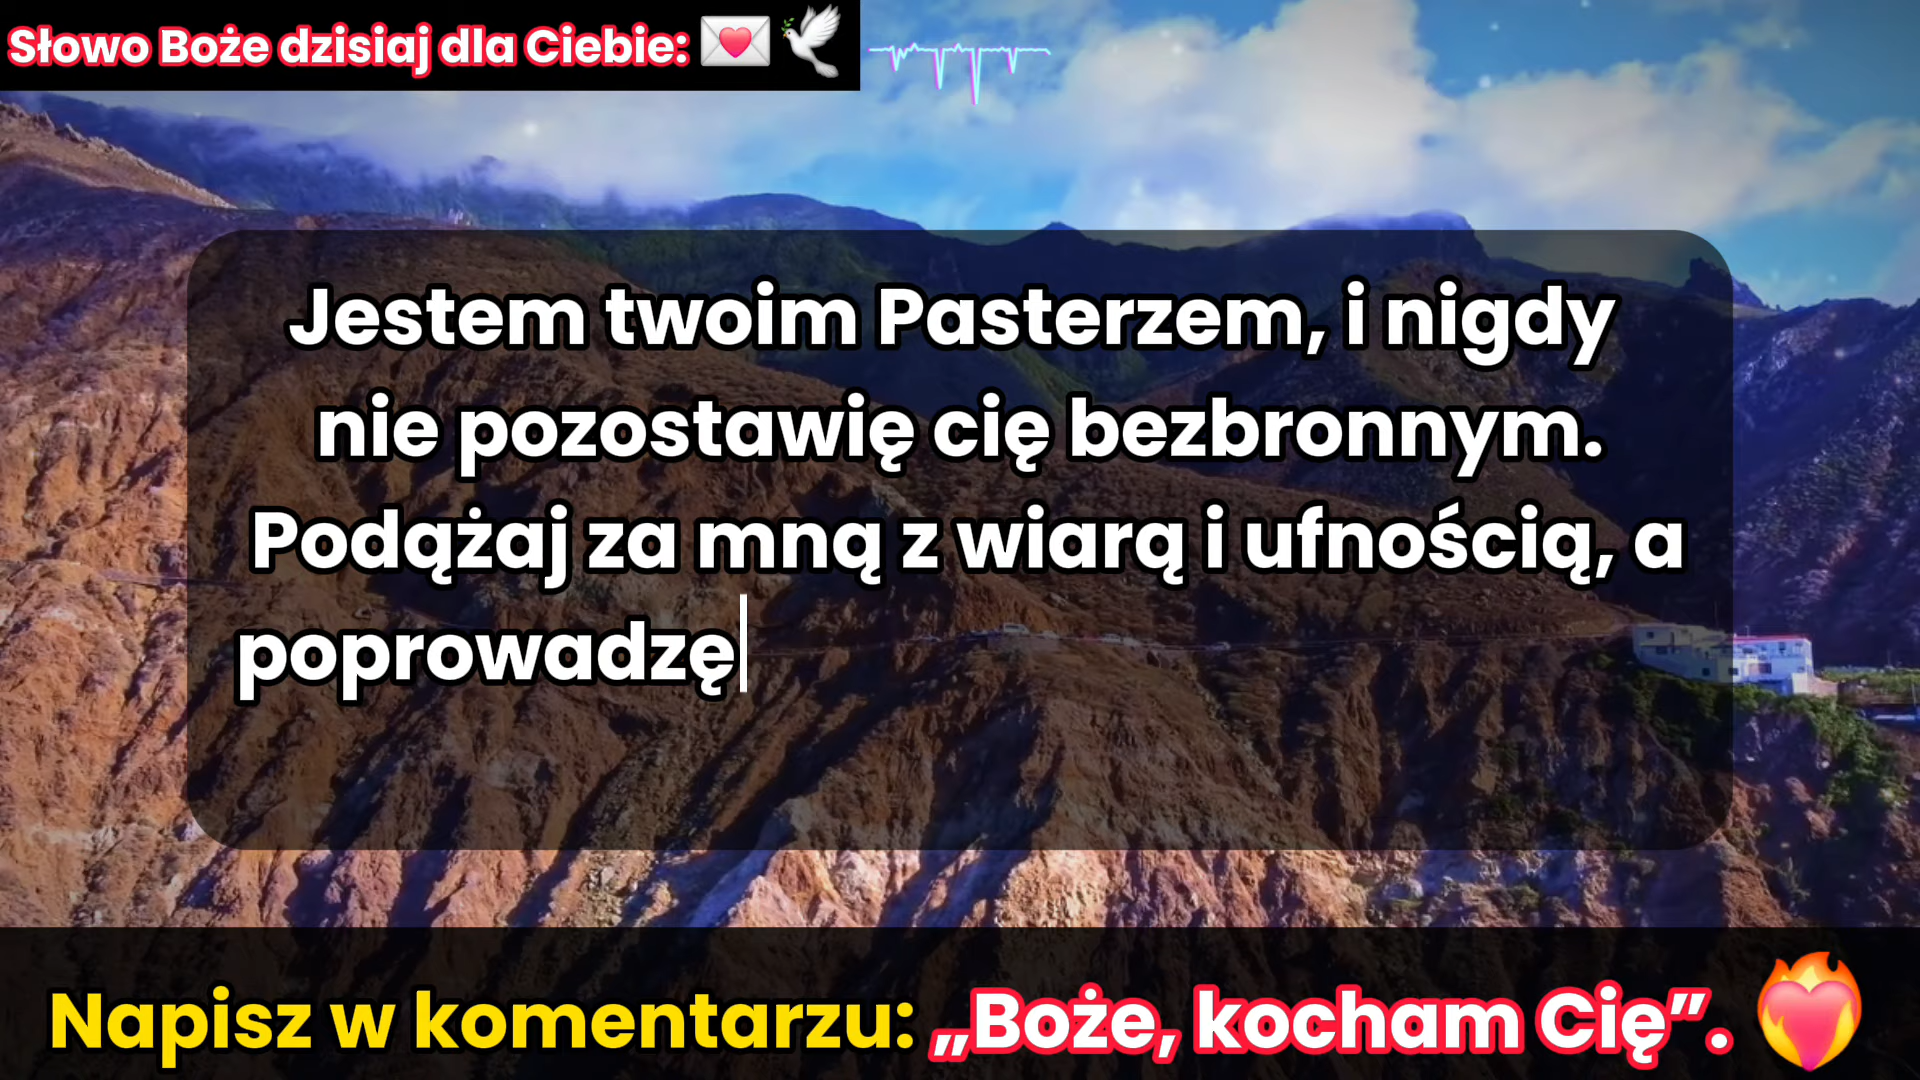 Słowo Boże dzisiaj dla Ciebie: 💌 🕊
Jestem twoim Pasterzem, i nigdy
nie pozostawię cię bezbronnym.
Podążaj za mną z wiarą i ufnością, a
poprowadzę
Napisz w komentarzu: „Boże, kocham Cię”. ❤️‍🔥